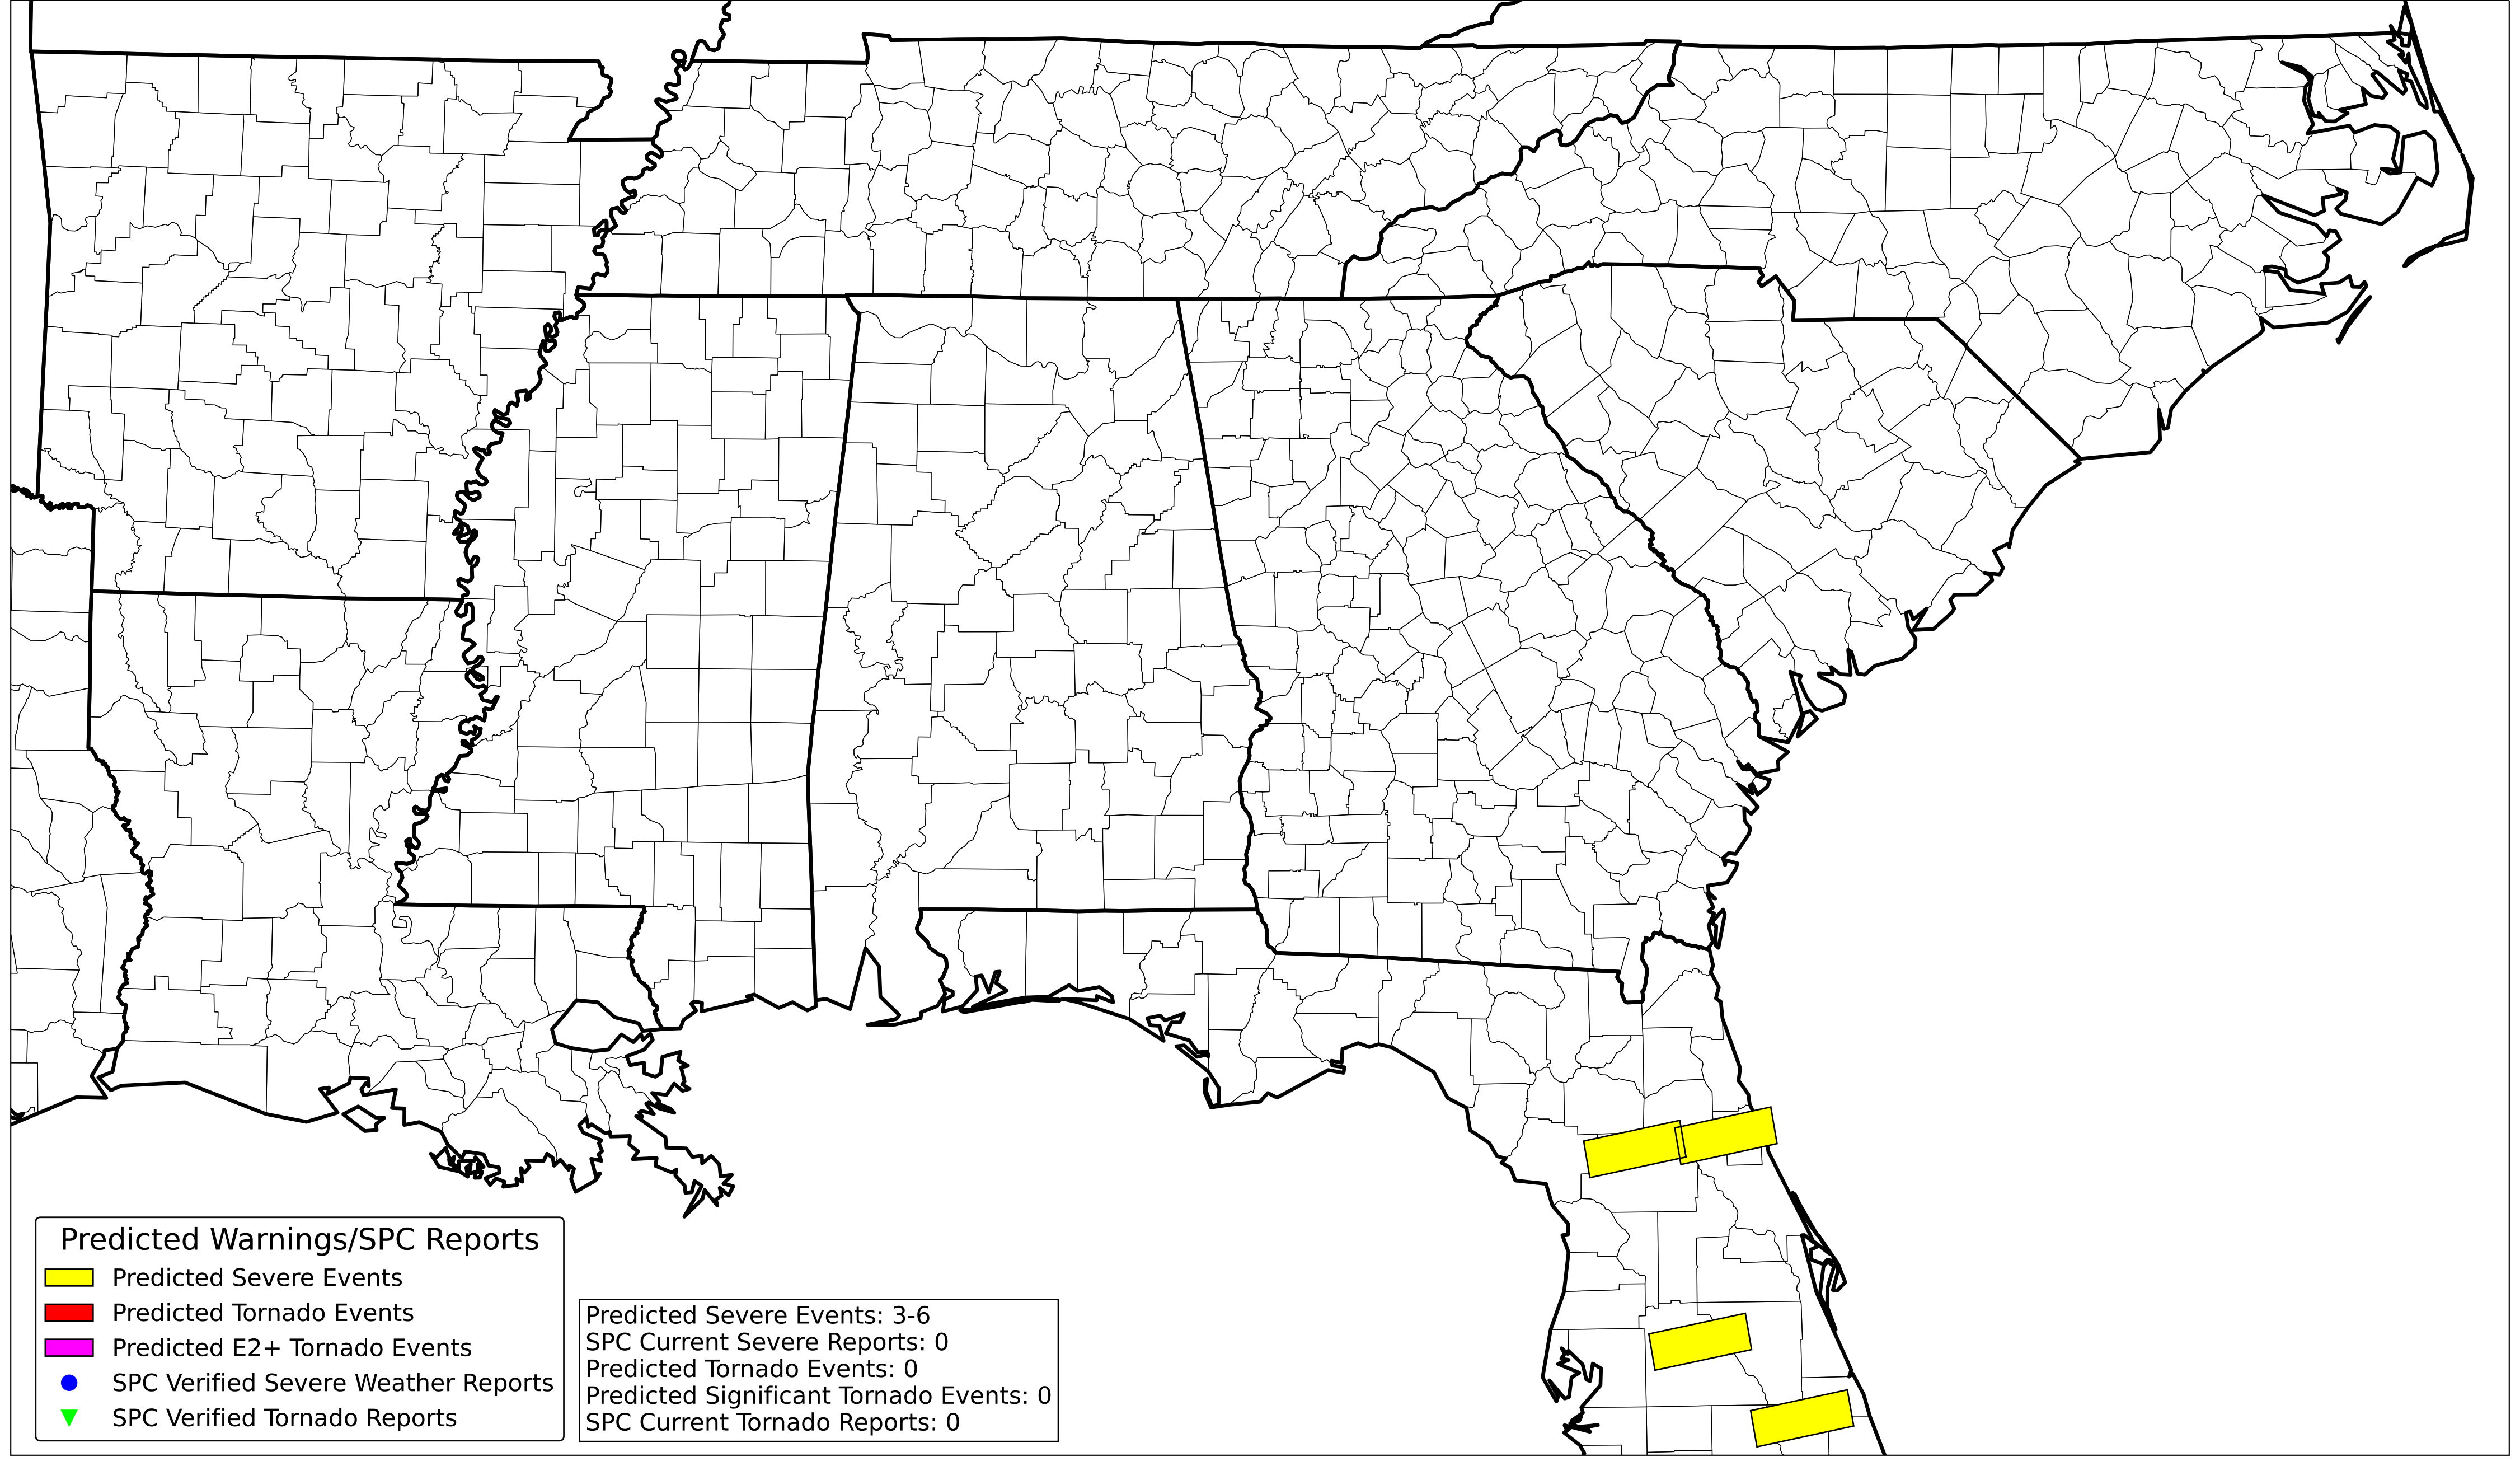 Predicted Warnings/SPC Reports
Predicted Severe Events
Predicted Tornado Events
Predicted E2+ Tornado Events
SPC Verified Severe Weather Reports
SPC Verified Tornado Reports
Predicted Severe Events: 3-6
SPC Current Severe Reports: 0
Predicted Tornado Events: 0
Predicted Significant Tornado Events: 0
SPC Current Tornado Reports: 0